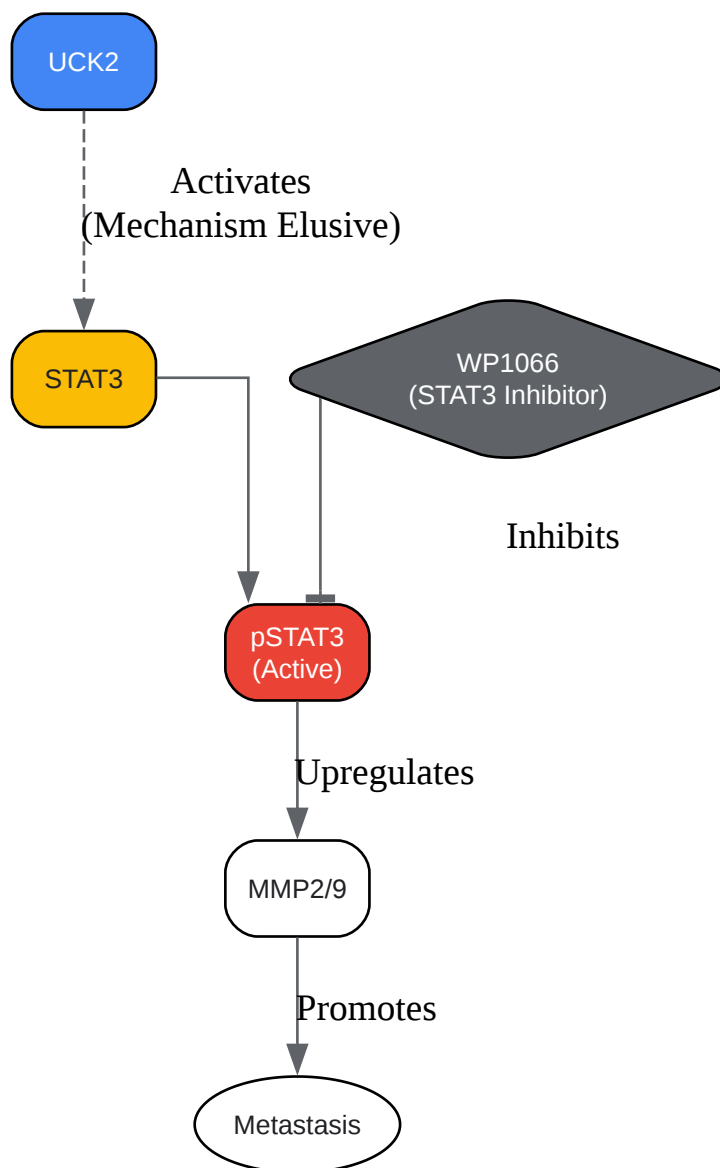 UCK2
Activates
(Mechanism Elusive)
STAT3
WP1066
(STAT3 Inhibitor)
Inhibits
pSTAT3
(Active)
Upregulates
MMP2/9
Promotes
Metastasis